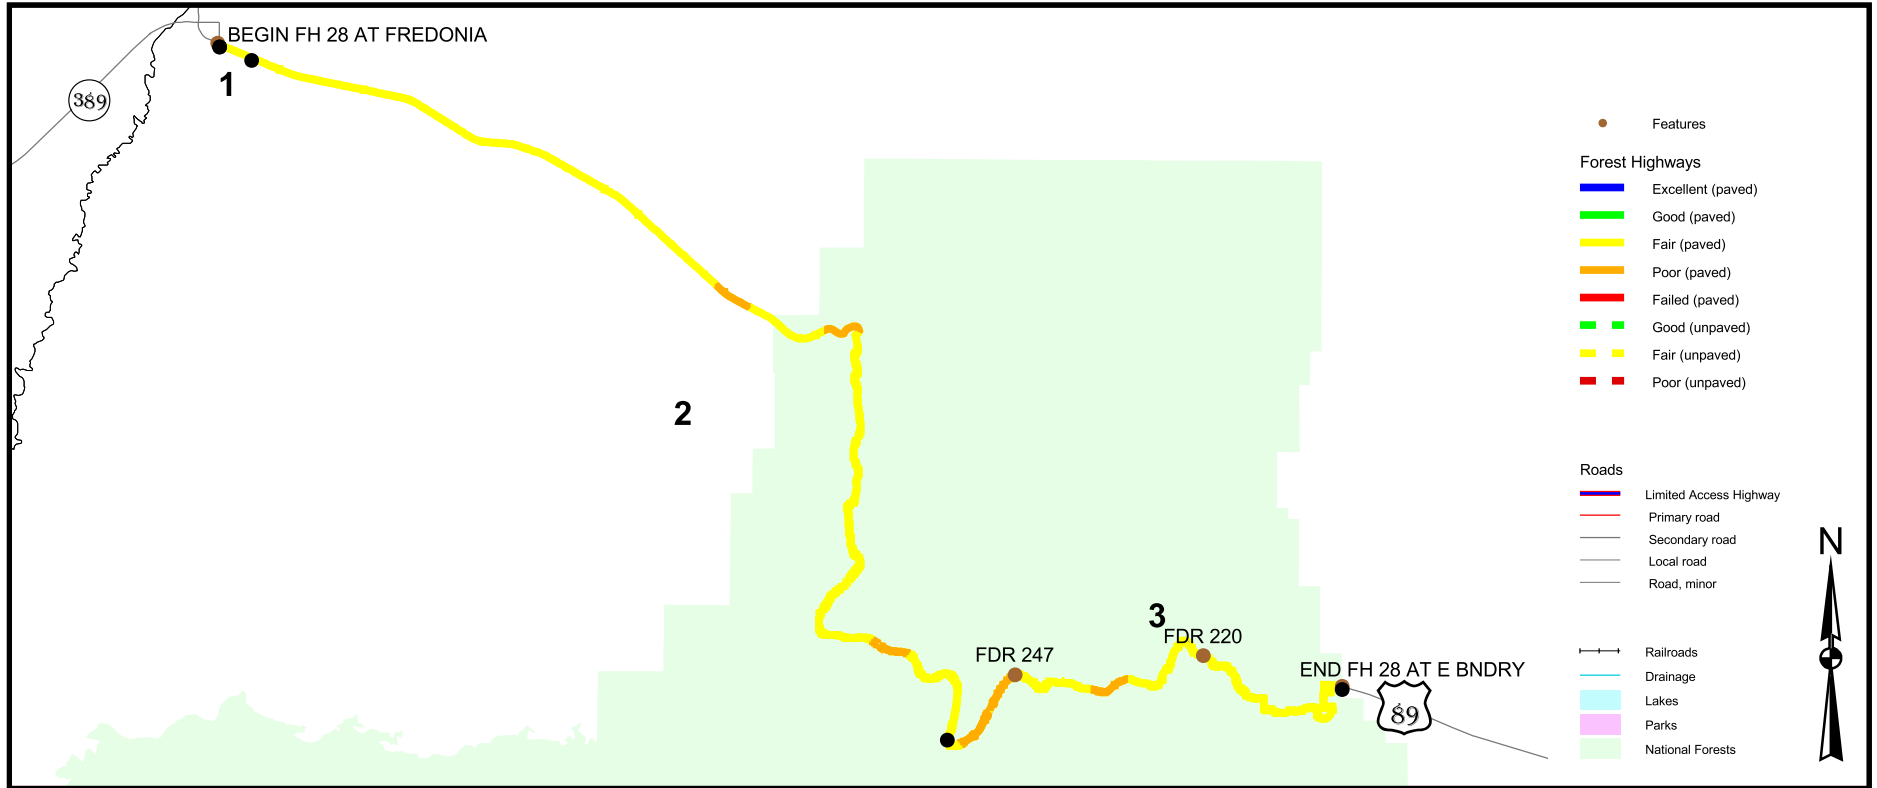 BEGIN FH 28 AT FREDONIA
1
389
2
3
FDR 220
FDR 247
END FH 28 AT E BNDRY
89
Features
Forest Highways
Excellent (paved)
Good (paved)
Fair (paved)
Poor (paved)
Failed (paved)
Good (unpaved)
Fair (unpaved)
Poor (unpaved)
Roads
Limited Access Highway
Primary road
Secondary road
Local road
Road, minor
Railroads
Drainage
Lakes
Parks
National Forests
N